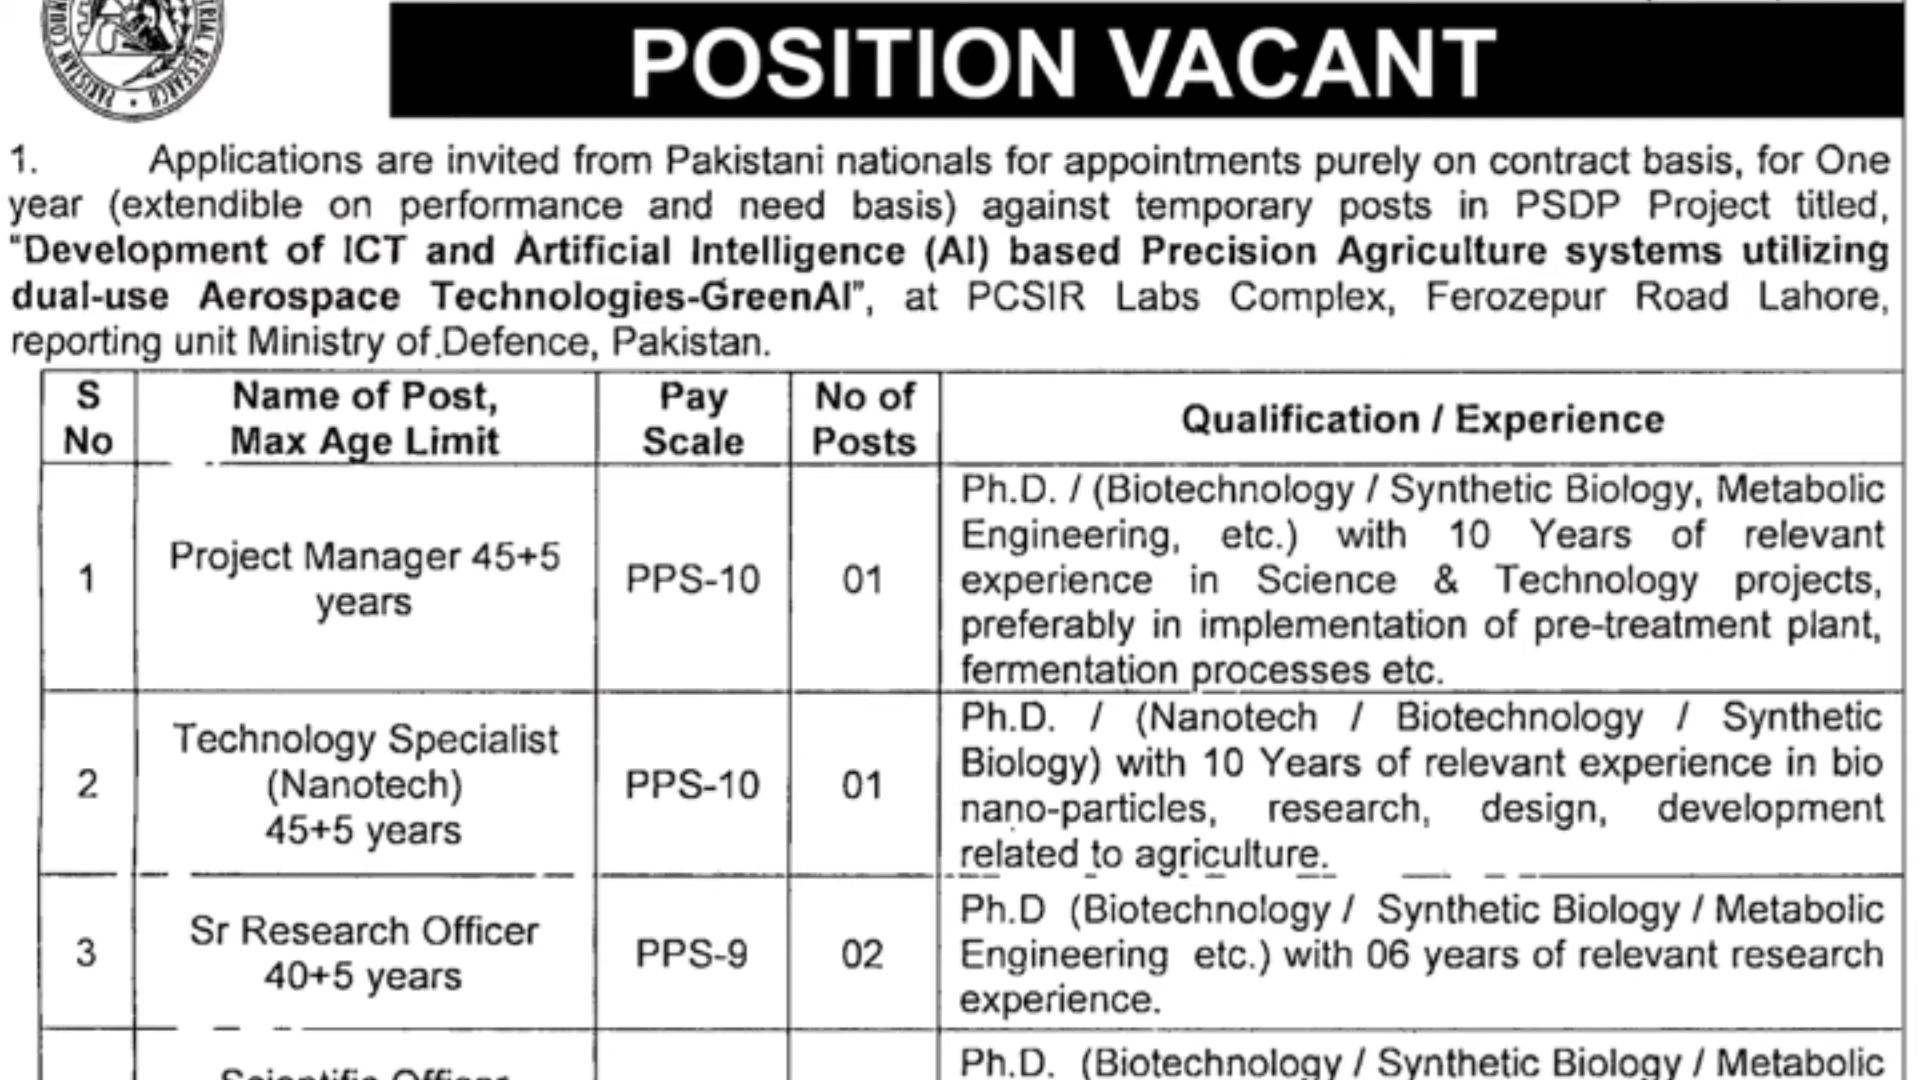 PAKISTAN COUN
RIAL RESEARCH
POSITION VACANT
1. Applications are invited from Pakistani nationals for appointments purely on contract basis, for One
year (extendible on performance and need basis) against temporary posts in PSDP Project titled,
"Development of ICT and Artificial Intelligence (AI) based Precision Agriculture systems utilizing
dual-use Aerospace Technologies-GreenAI", at PCSIR Labs Complex, Ferozepur Road Lahore,
reporting unit Ministry of Defence, Pakistan.
S No
Name of Post,
Max Age Limit
Pay
Scale
No of
Posts
Qualification / Experience
1
Project Manager 45+5
years
PPS-10
01
Ph.D. / (Biotechnology / Synthetic Biology, Metabolic
Engineering, etc.) with 10 Years of relevant
experience in Science & Technology projects,
preferably in implementation of pre-treatment plant,
fermentation processes etc.
2
Technology Specialist
(Nanotech)
45+5 years
PPS-10
01
Ph.D. / (Nanotech / Biotechnology / Synthetic
Biology) with 10 Years of relevant experience in bio
nano-particles, research, design, development
related to agriculture.
3
Sr Research Officer
40+5 years
PPS-9
02
Ph.D (Biotechnology / Synthetic Biology / Metabolic
Engineering etc.) with 06 years of relevant research
experience.
Scientific Officer
Ph.D. (Biotechnology / Synthetic Biology / Metabolic